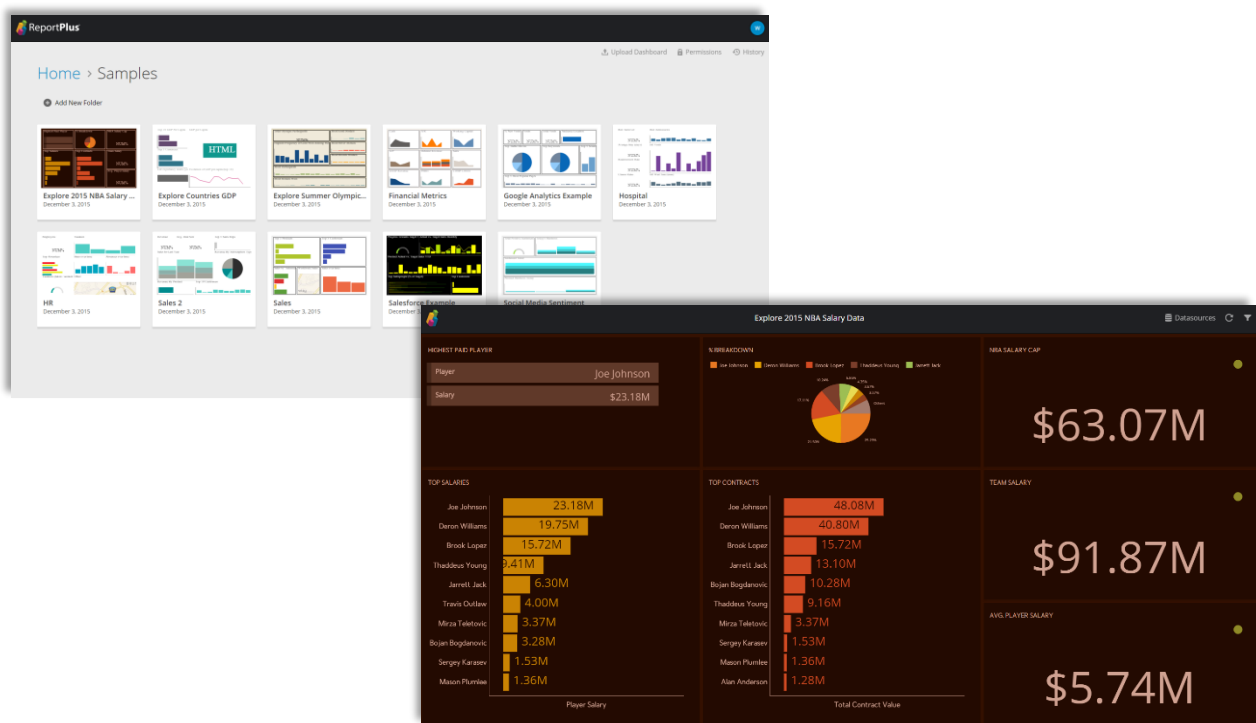 ReportPlus
W
Upload Dashboard Permissions History
Home > Samples
Add New Folder
HTML
Explore 2015 NBA Salary ... Explore Countries GDP Explore Summer Olympic... Financial Metrics Google Analytics Example Hospital
December 3, 2015 December 3, 2015 December 3, 2015 December 3, 2015 December 3, 2015 December 3, 2015
HR Sales 2 Sales Salesforce Example Social Media Sentiment
December 3, 2015 December 3, 2015 December 3, 2015 December 3,
Explore 2015 NBA Salary Data
Datasources
HIGHEST PAID PLAYER
Player Joe Johnson
Salary $23.18M
% BREAKDOWN
Joe Johnson Deron Williams Brook Lopez Thaddeus Young Jarrett Jack
NBA SALARY CAP
$63.07M
TOP SALARIES
Joe Johnson 23.18M
Deron Williams 19.75M
Brook Lopez 15.72M
Thaddeus Young 9.41M
Jarrett Jack 6.30M
Travis Outlaw 4.00M
Mirza Teletovic 3.37M
Bojan Bogdanovic 3.28M
Sergey Karasev 1.53M
Mason Plumlee 1.36M
Player Salary
TOP CONTRACTS
Joe Johnson 48.08M
Deron Williams 40.80M
Brook Lopez 15.72M
Jarrett Jack 13.10M
Bojan Bogdanovic 10.28M
Thaddeus Young 9.16M
Mirza Teletovic 3.37M
Sergey Karasev 1.53M
Mason Plumlee 1.36M
Alan Anderson 1.28M
Total Contract Value
TEAM SALARY
$91.87M
AVG. PLAYER SALARY
$5.74M